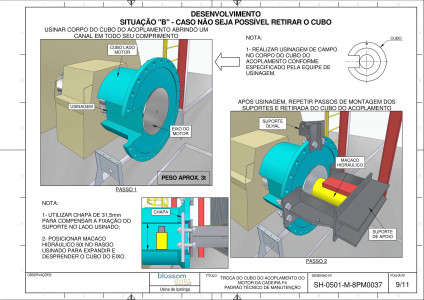 DESENVOLVIMENTO
SITUAÇÃO "B" - CASO NÃO SEJA POSSÍVEL RETIRAR O CUBO
USINAR CORPO DO CUBO DO ACOPLAMENTO ABRINDO UM
CANAL EM TODO SEU COMPRIMENTO
CUBO LADO
MOTOR
USINAGEM
EIXO DO
MOTOR
PESO APROX. 3t
PASSO 1
NOTA:
1- REALIZAR USINAGEM DE CAMPO
NO CORPO DO CUBO DO
ACOPLAMENTO CONFORME
ESPECIFICADO PELA EQUIPE DE
USINAGEM.
CUBO
APÓS USINAGEM, REPETIR PASSOS DE MONTAGEM DOS
SUPORTES E RETIRADA DO CUBO DO ACOPLAMENTO
SUPORTE
OLHAL
MACACO
HIDRÁULICO
SUPORTE
DE APOIO
PASSO 2
NOTA:
1- UTILIZAR CHAPA DE 31,5mm
PARA COMPENSAR A FIXAÇÃO DO
SUPORTE NO LADO USINADO;
2- POSICIONAR MACACO
HIDRÁULICO 50t NO RASGO
USINADO PARA EXPANDIR E
DESPRENDER O CUBO DO EIXO.
CHAPA
OBSERVAÇÕES
blossom
Usina de Ipatinga
TÍTULO
TROCA DO CUBO DO ACOPLAMENTO DO
MOTOR DA CADEIRA F4
PADRÃO TÉCNICO DE MANUTENÇÃO
DESENHO Nº
SH-0501-M-8PM0037
FOLHA Nº
9/11